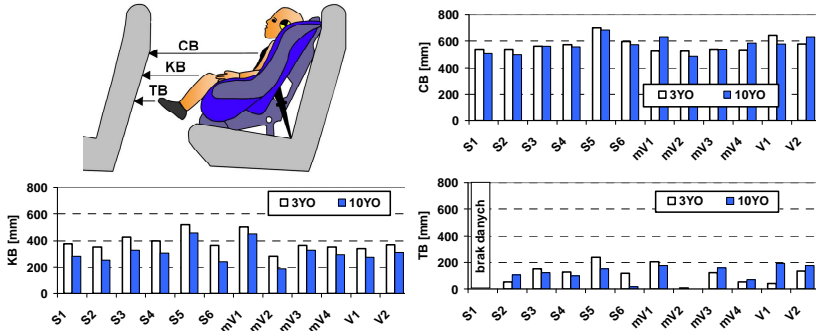 CB
KB
TB
CB [mm]
800
600
400
200
0
3YO 10YO
S1 S2 S3 S4 S5 S6 mV1 mV2 mV3 mV4 V1 V2
KB [mm]
800
600
400
200
0
3YO 10YO
S1 S2 S3 S4 S5 S6 mV1 mV2 mV3 mV4 V1 V2
TB [mm]
800
600
400
200
0
brak danych
3YO 10YO
S1 S2 S3 S4 S5 S6 mV1 mV2 mV3 mV4 V1 V2